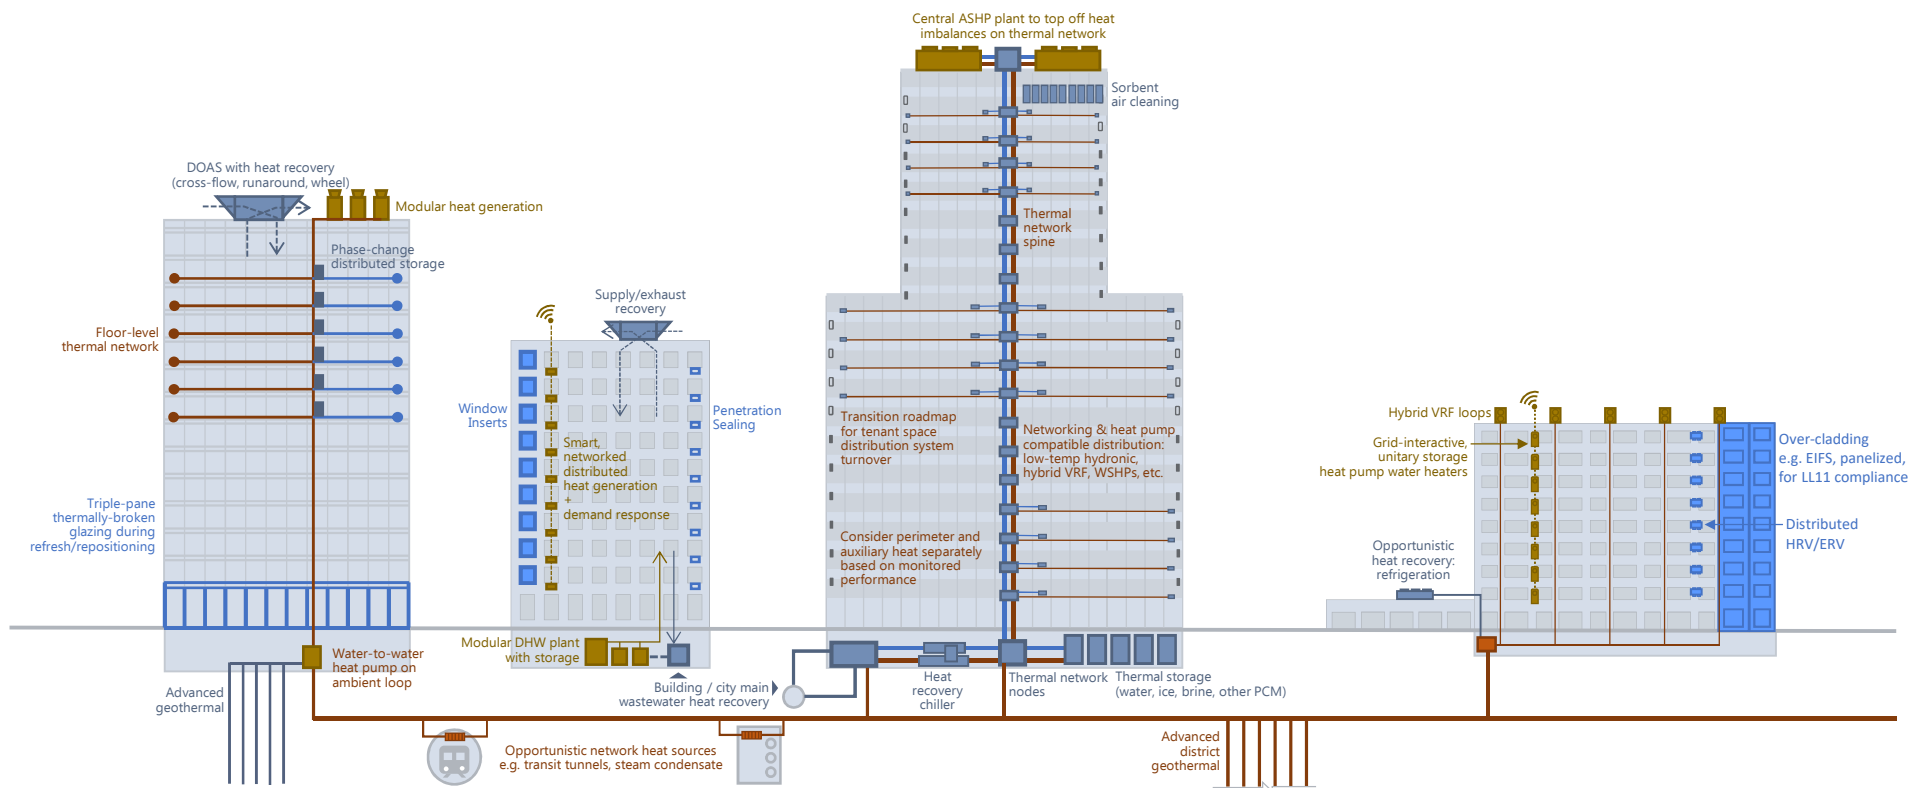 Central ASHP plant to top off heat
imbalances on thermal network
Sorbent
air cleaning
DOAS with heat recovery
(cross-flow, runaround, wheel)
Modular heat generation
Phase-change
distributed storage
Floor-level
thermal network
Triple-pane
thermally-broken
glazing during
refresh/repositioning
Water-to-water
heat pump on
ambient loop
Advanced
geothermal
Supply/exhaust
recovery
Window
Inserts
Penetration
Sealing
Smart,
networked
distributed
heat generation
+
demand response
Modular DHW plant
with storage
Building / city main
wastewater heat recovery
Opportunistic network heat sources
e.g. transit tunnels, steam condensate
Thermal
network
spine
Transition roadmap
for tenant space
distribution system
turnover
Networking & heat pump
compatible distribution:
low-temp hydronic,
hybrid VRF, WSHPs, etc.
Consider perimeter and
auxiliary heat separately
based on monitored
performance
Heat
recovery
chiller
Thermal network
nodes
Thermal storage
(water, ice, brine, other PCM)
Advanced
district
geothermal
Hybrid VRF loops
Grid-interactive,
unitary storage
heat pump water heaters
Opportunistic
heat recovery:
refrigeration
Over-cladding
e.g. EIFS, panelized,
for LL11 compliance
Distributed
HRV/ERV